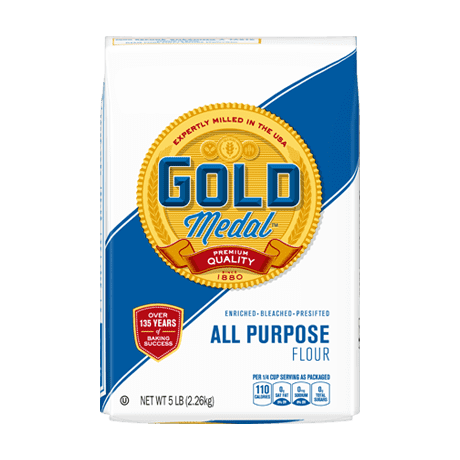 EXPERTLY MILLED IN THE USA
GOLD
Medal™
PREMIUM
QUALITY
SINCE
1880
ENRICHED • BLEACHED • PRESIFTED
OVER
135 YEARS
of
BAKING
SUCCESS
ALL PURPOSE
FLOUR
PER 1/4 CUP SERVING AS PACKAGED
110
CALORIES
0g
SAT FAT
0mg
SODIUM
0g
TOTAL
SUGARS
U
NET WT 5 LB (2.26kg)